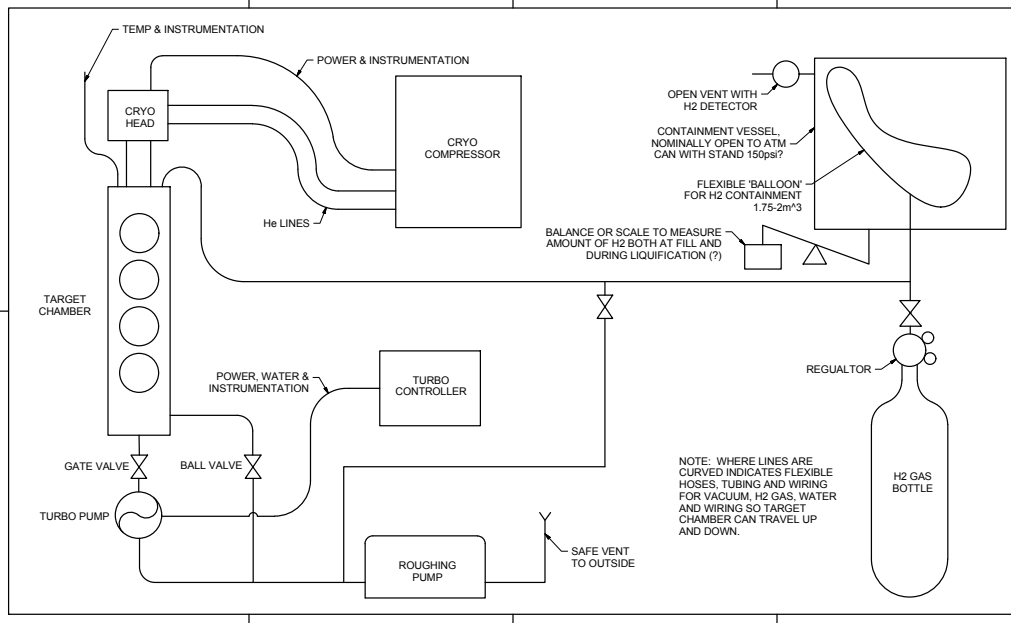 TEMP & INSTRUMENTATION
POWER & INSTRUMENTATION
CRYO
HEAD
CRYO
COMPRESSOR
He LINES
OPEN VENT WITH
H2 DETECTOR
CONTAINMENT VESSEL,
NOMINALLY OPEN TO ATM
CAN WITH STAND 150psi?
FLEXIBLE 'BALLOON'
FOR H2 CONTAINMENT
1.75-2m^3
BALANCE OR SCALE TO MEASURE
AMOUNT OF H2 BOTH AT FILL AND
DURING LIQUIFICATION (?)
TARGET
CHAMBER
POWER, WATER &
INSTRUMENTATION
TURBO
CONTROLLER
REGUALTOR
GATE VALVE
BALL VALVE
TURBO PUMP
ROUGHING
PUMP
SAFE VENT
TO OUTSIDE
NOTE: WHERE LINES ARE
CURVED INDICATES FLEXIBLE
HOSES, TUBING AND WIRING
FOR VACUUM, H2 GAS, WATER
AND WIRING SO TARGET
CHAMBER CAN TRAVEL UP
AND DOWN.
H2 GAS
BOTTLE